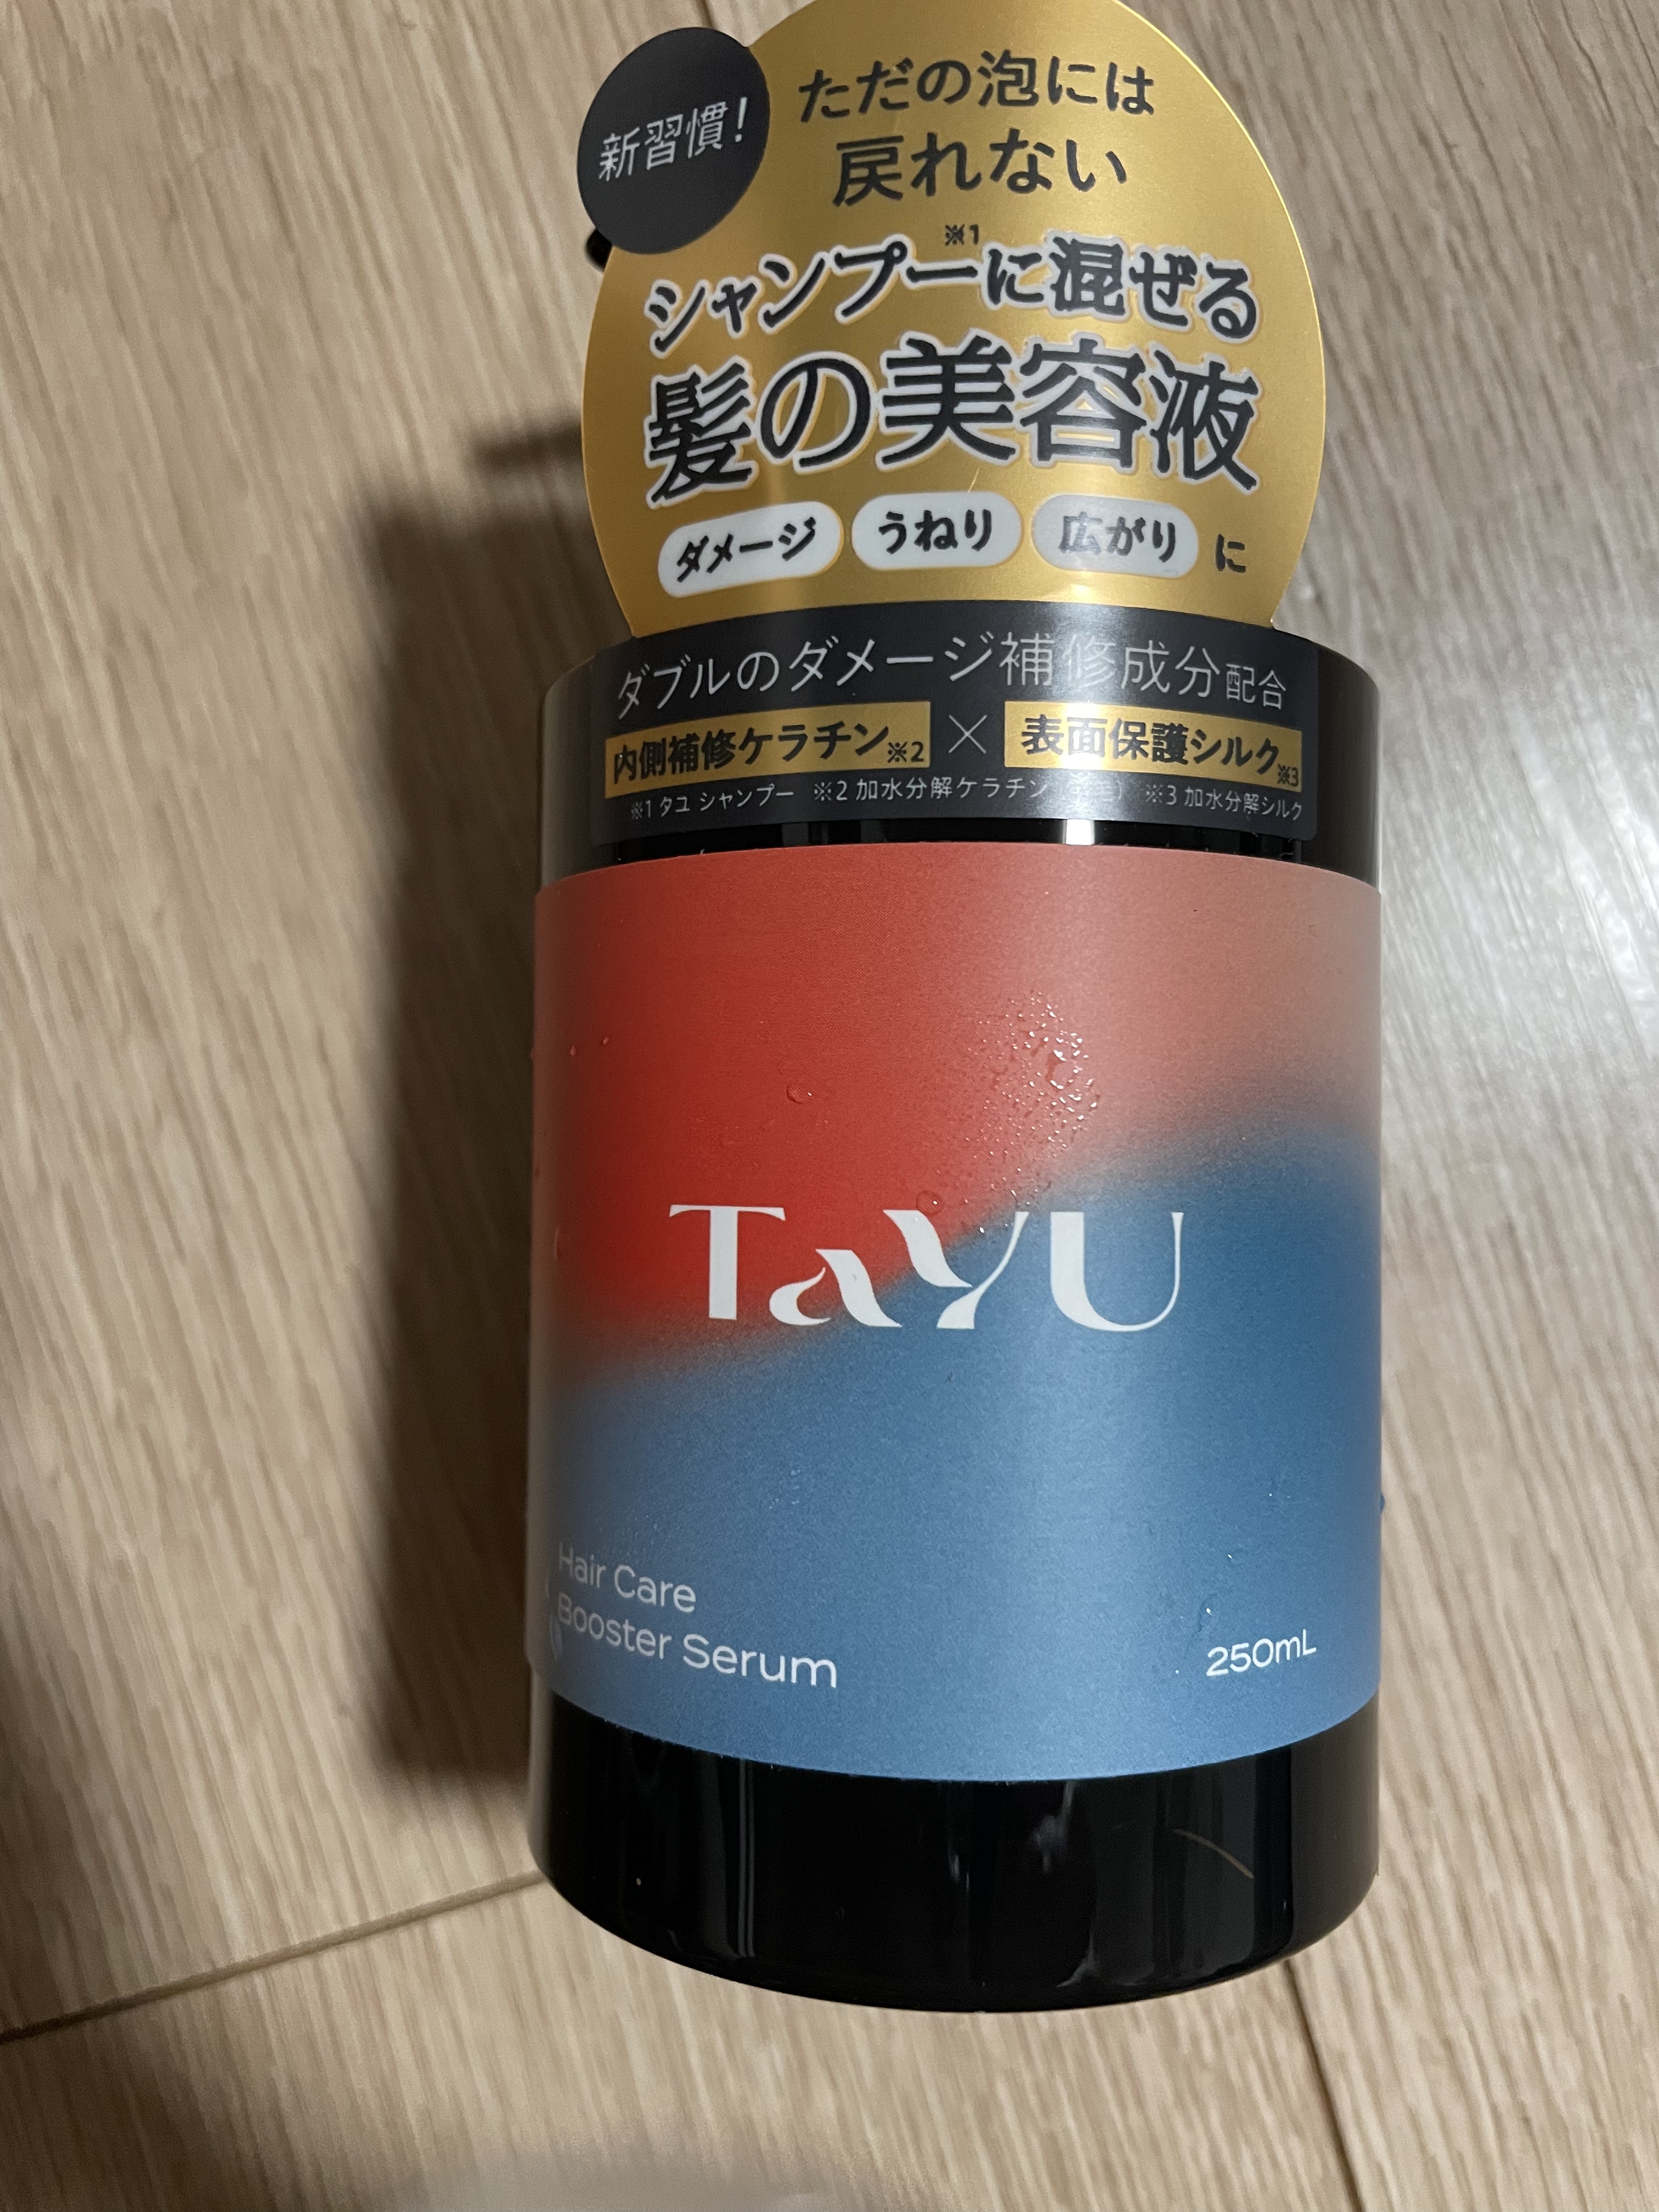 新習慣!
ただの泡には
戻れない
※1
シャンプーに混ぜる
髪の美容液
ダメージ うねり 広がり に
ダブルのダメージ補修成分配合
内側補修ケラチン※2 × 表面保護シルク※3
※1 タユ シャンプー ※2 加水分解ケラチン ※3 加水分解シルク
TaYU
Hair Care
Booster Serum
250mL